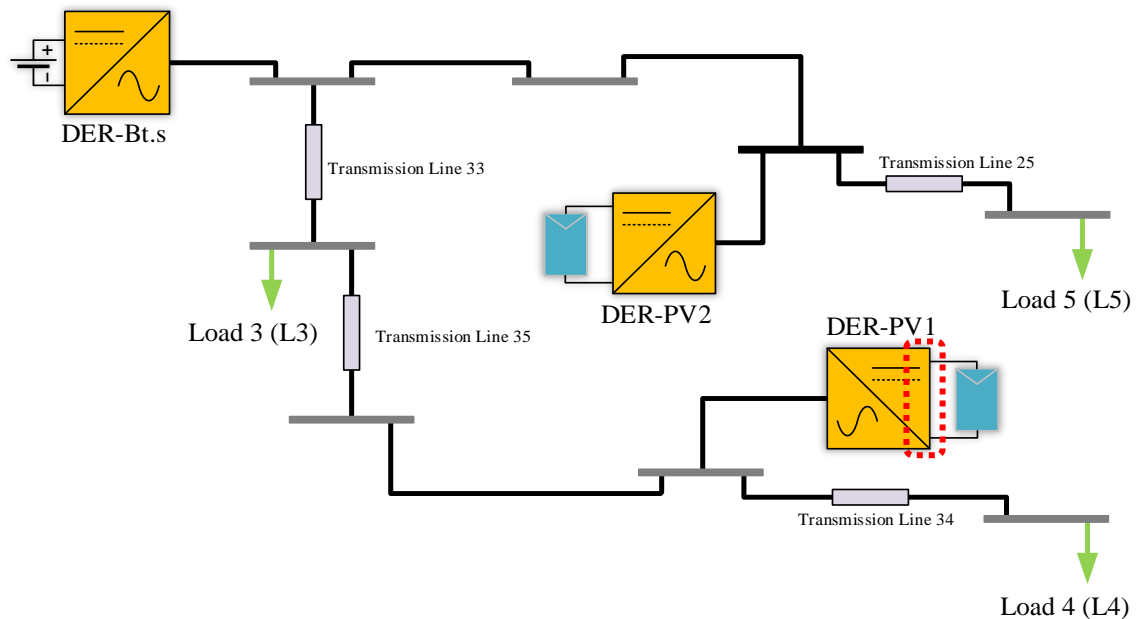 +
−
DER-Bt.s
Transmission Line 33
Transmission Line 25
Load 3 (L3)
DER-PV2
Load 5 (L5)
Transmission Line 35
DER-PV1
Transmission Line 34
Load 4 (L4)